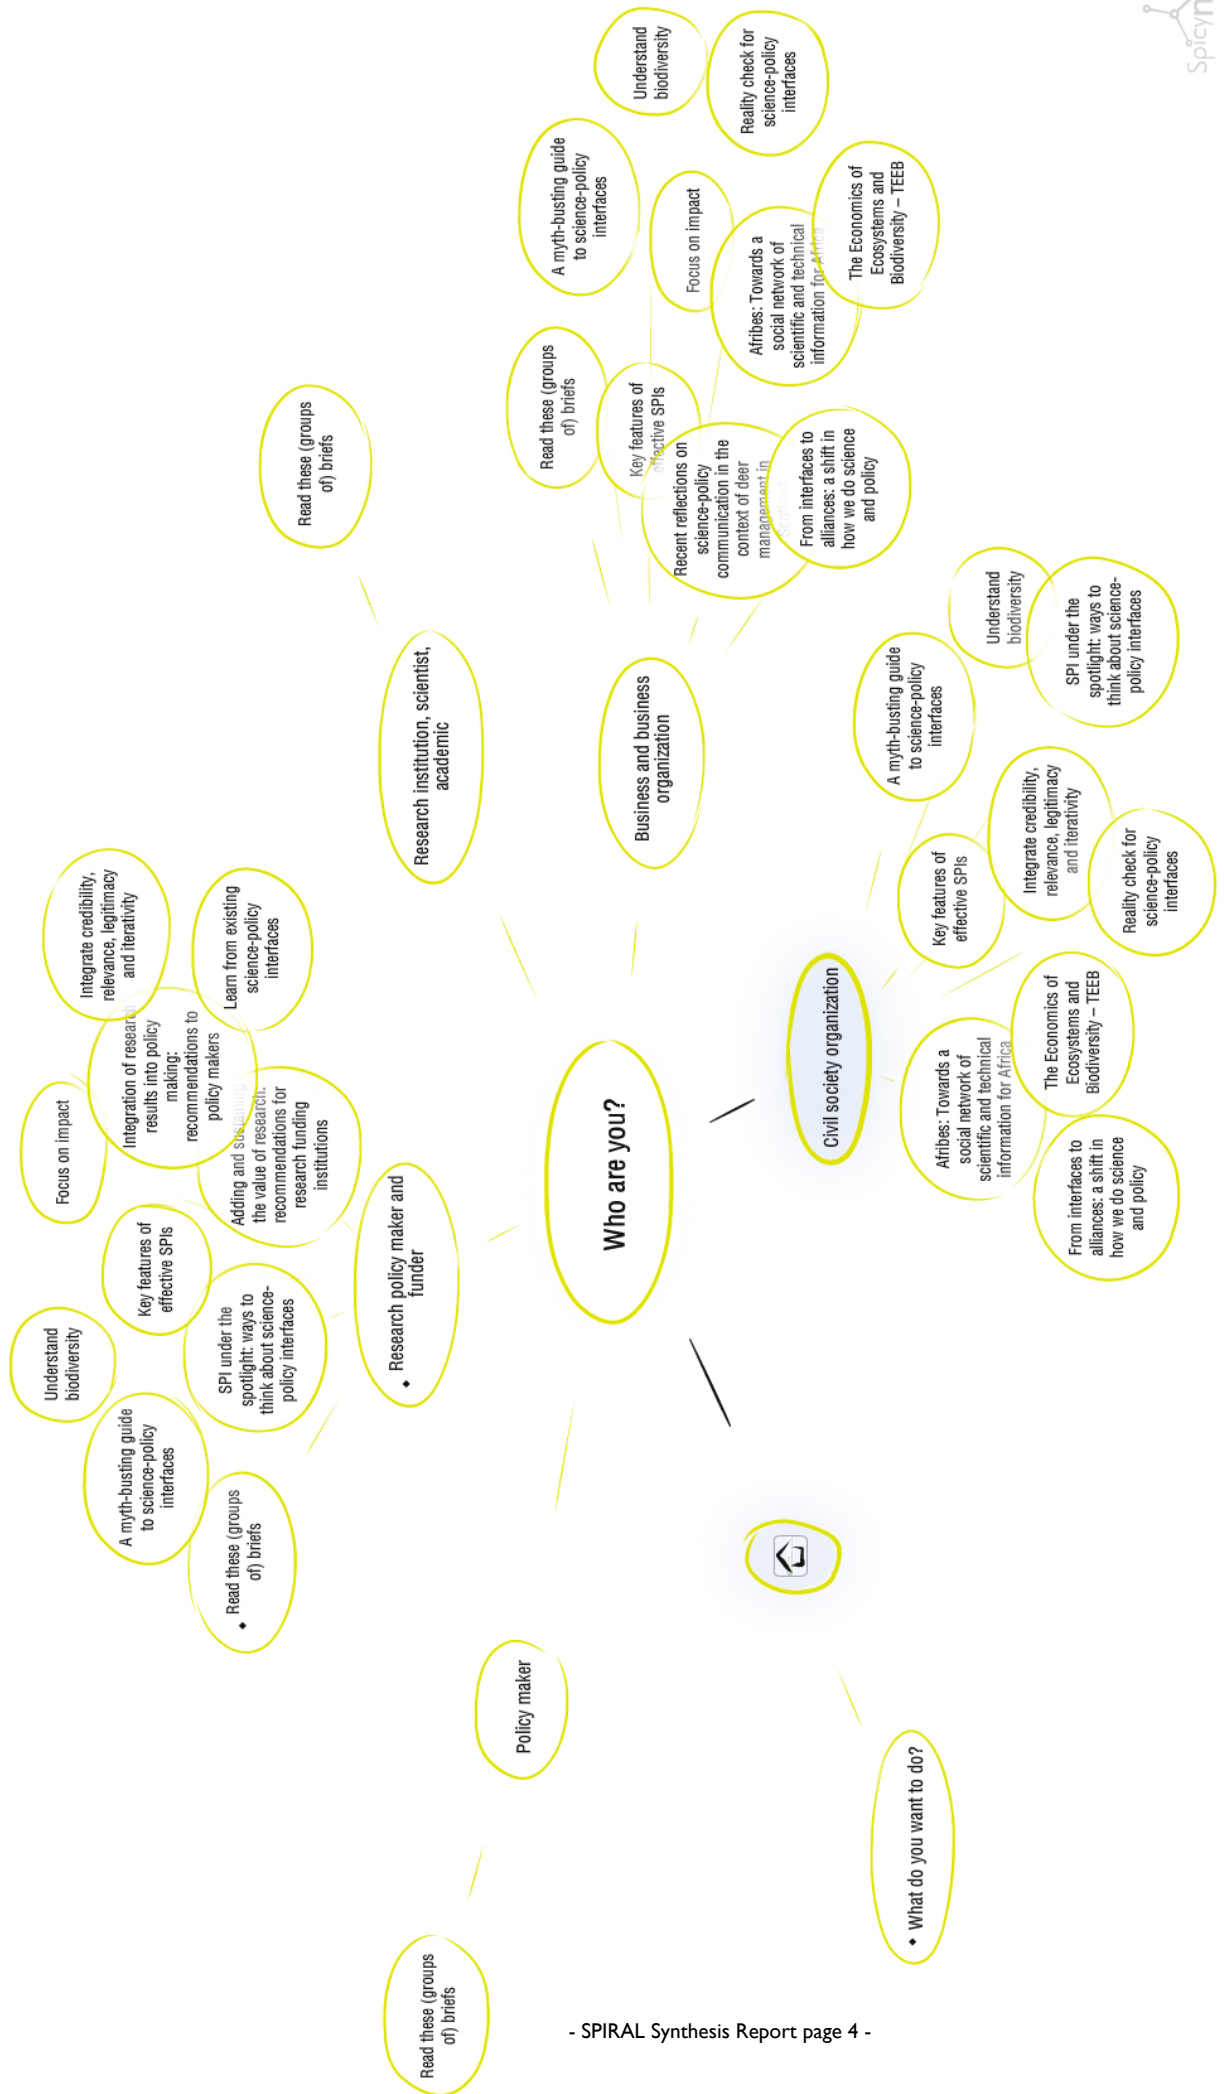 Who are you?
Policy maker
Read these (groups
of) briefs
◆ Research policy maker and
funder
◆ Read these (groups
of) briefs
A myth-busting guide
to science-policy
interfaces
Understand
biodiversity
SPI under the
spotlight: ways to
think about science-
policy interfaces
Key features of
effective SPIs
Focus on impact
Adding and sustaining
the value of research:
recommendations for
research funding
institutions
Integration of research
results into policy
making:
recommendations to
policy makers
Integrate credibility,
relevance, legitimacy
and iterativity
Learn from existing
science-policy
interfaces
Research institution, scientist,
academic
Read these (groups
of) briefs
Business and business
organization
Read these (groups
of) briefs
A myth-busting guide
to science-policy
interfaces
Understand
biodiversity
Reality check for
science-policy
interfaces
Focus on impact
Key features of
effective SPIs
Afribes: Towards a
social network of
scientific and technical
information for Africa
The Economics of
Ecosystems and
Biodiversity – TEEB
Recent reflections on
science-policy
communication in the
context of deer
management in
Scotland
From interfaces to
alliances: a shift in
how we do science
and policy
Civil society organization
A myth-busting guide
to science-policy
interfaces
Understand
biodiversity
SPI under the
spotlight: ways to
think about science-
policy interfaces
Key features of
effective SPIs
Integrate credibility,
relevance, legitimacy
and iterativity
Reality check for
science-policy
interfaces
Afribes: Towards a
social network of
scientific and technical
information for Africa
The Economics of
Ecosystems and
Biodiversity – TEEB
From interfaces to
alliances: a shift in
how we do science
and policy
◆ What do you want to do?
- SPIRAL Synthesis Report page 4 -